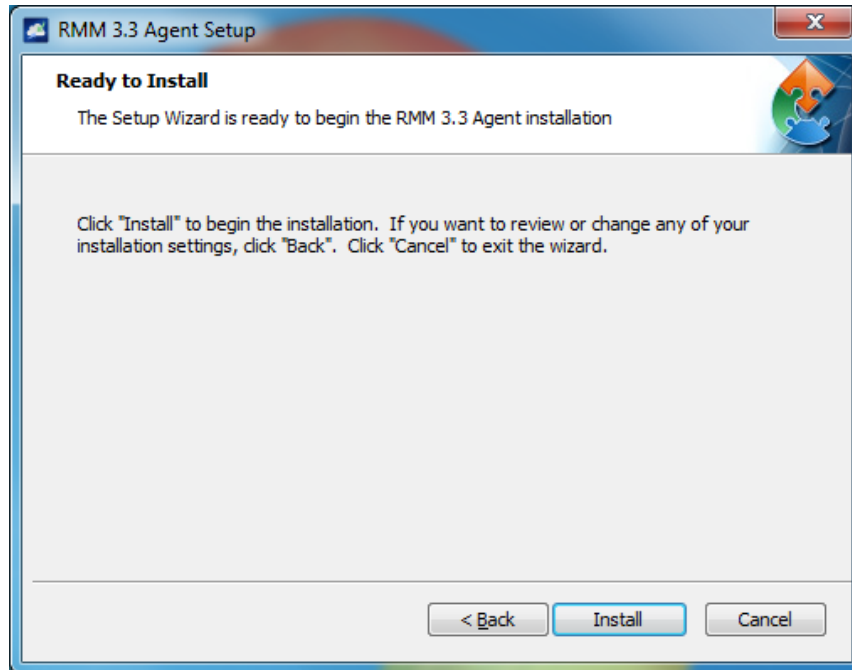 RMM 3.3 Agent Setup
Ready to Install
The Setup Wizard is ready to begin the RMM 3.3 Agent installation
Click "Install" to begin the installation.  If you want to review or change any of your
installation settings, click "Back".  Click "Cancel" to exit the wizard.
< Back
Install
Cancel